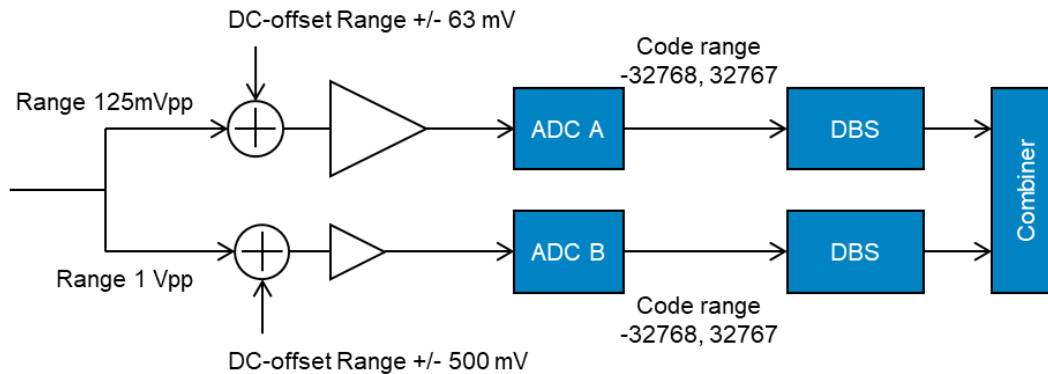 DC-offset Range +/- 63 mV
Code range
-32768, 32767
Range 125mVpp
ADC A
DBS
Combiner
ADC B
DBS
Range 1 Vpp
Code range
-32768, 32767
DC-offset Range +/- 500 mV